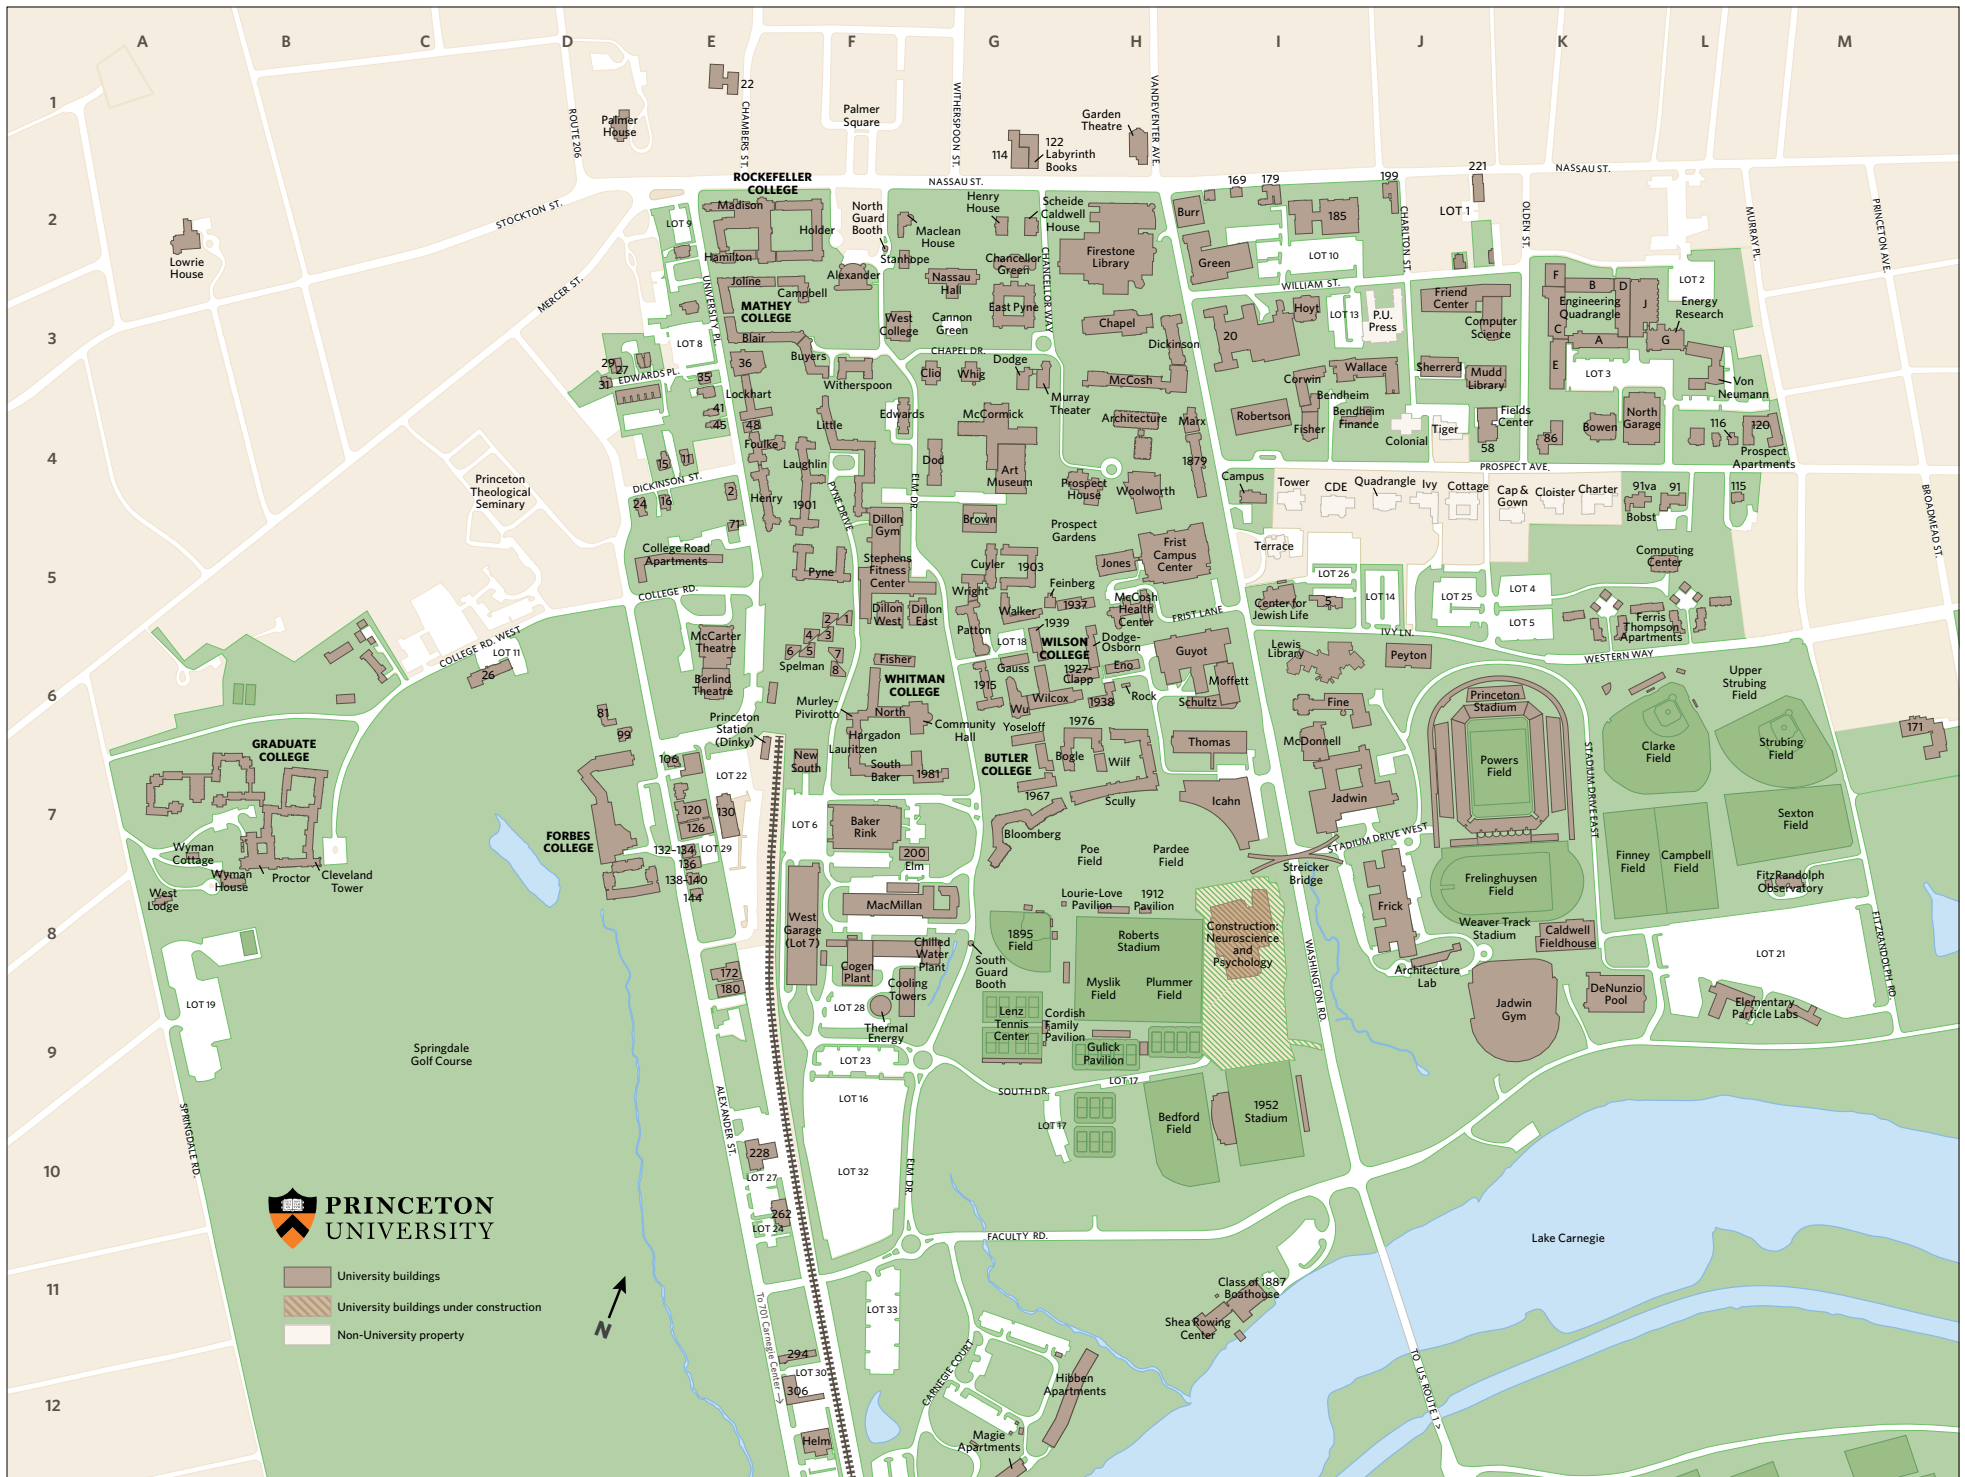 A B C D E F G H I J K L M
1
2
3
4
5
6
7
8
9
10
11
12
22
Palmer
House
ROUTE 206
CHAMBERS ST.
Palmer
Square
WITHERSPOON ST.
114
122
Labyrinth
Books
Garden
Theatre
VANDEVENTER AVE.
NASSAU ST.
NASSAU ST.
STOCKTON ST.
MERCER ST.
Lowrie
House
ROCKEFELLER
COLLEGE
Madison
Holder
Hamilton
LOT 9
UNIVERSITY PL.
North
Guard
Booth
Maclean
House
Stanhope
Alexander
Henry
House
Scheide
Caldwell
House
Chancellor
Green
CHANCELLOR WAY
Firestone
Library
Nassau
Hall
East Pyne
West
College
Cannon
Green
Chapel
Joline
Campbell
MATHEY
COLLEGE
Blair
Buyers
LOT 8
Burr
169
179
185
199
221
LOT 1
Green
LOT 10
CHARLTON ST.
OLDEN ST.
MURRAY PL.
PRINCETON AVE.
WILLIAM ST.
20
Hoyt
LOT 13
P.U.
Press
Friend
Center
Computer
Science
F
B
D
J
Engineering
Quadrangle
C
A
G
E
Energy
Research
LOT 2
LOT 3
Von
Neumann
Dickinson
CHAPEL DR.
Dodge
Clio
Whig
Witherspoon
McCosh
Murray
Theater
Corwin
Wallace
Sherrerd
Mudd
Library
29
27
31
EDWARDS PL.
35
36
Lockhart
41
45
48
Foulke
Little
Edwards
McCormick
Architecture
Marx
Robertson
Bendheim
Bendheim
Finance
Fisher
Colonial
Tiger
Fields
Center
58
86
Bowen
North
Garage
116
120
Prospect
Apartments
Princeton
Theological
Seminary
15
11
DICKINSON ST.
24
16
2
71
Laughlin
Henry
1901
PYNE DRIVE
ELM DR.
Dod
Art
Museum
Prospect
House
Woolworth
1879
PROSPECT AVE.
Campus
Tower
CDE
Quadrangle
Ivy
Cottage
Cap &
Gown
Cloister
Charter
91va
91
Bobst
115
BROADMEAD ST.
Dillon
Gym
Brown
Prospect
Gardens
Frist
Campus
Center
Terrace
Computing
Center
College Road
Apartments
Pyne
Stephens
Fitness
Center
Cuyler
1903
Jones
Feinberg
LOT 26
LOT 14
LOT 25
LOT 4
LOT 5
COLLEGE RD.
Wright
Walker
1937
McCosh
Health
Center
FRIST LANE
Center for
Jewish Life
5
Ferris
Thompson
Apartments
Dillon
West
Dillon
East
2
1
4
3
6
5
7
8
Spelman
Patton
LOT 18
1939
WILSON
COLLEGE
Dodge-
Osborn
IVY LN.
WESTERN WAY
COLLEGE RD. WEST
LOT 11
26
McCarter
Theatre
Berlind
Theatre
Fisher
WHITMAN
COLLEGE
Gauss
1927-
Clapp
Eno
Guyot
Moffett
Lewis
Library
Peyton
Upper
Strubing
Field
Murley-
Pivirotto
North
1915
Wu
Wilcox
1938
Rock
Schultz
Fine
Princeton
Stadium
GRADUATE
COLLEGE
81
99
Princeton
Station
(Dinky)
Hargadon
Lauritzen
Community
Hall
Yoseloff
1976
BUTLER
COLLEGE
Bogle
Wilf
Thomas
McDonnell
Powers
Field
STADIUM DRIVE EAST
Clarke
Field
Strubing
Field
171
106
LOT 22
New
South
South
Baker
1981
1967
Scully
Icahn
Jadwin
FORBES
COLLEGE
120
126
130
LOT 6
Baker
Rink
Bloomberg
STADIUM DRIVE WEST
Sexton
Field
Wyman
Cottage
Wyman
House
Proctor
Cleveland
Tower
West
Lodge
132-134
LOT 29
136
138-140
144
200
Elm
Poe
Field
Pardee
Field
Streicker
Bridge
Finney
Field
Campbell
Field
FitzRandolph
Observatory
Frelinghuysen
Field
West
Garage
(Lot 7)
MacMillan
Lourie-Love
Pavilion
1912
Pavilion
Frick
Weaver Track
Stadium
Caldwell
Fieldhouse
Construction:
Neuroscience
and
Psychology
1895
Field
Roberts
Stadium
Chilled
Water
Plant
Cogen
Plant
South
Guard
Booth
Architecture
Lab
LOT 21
FITZRANDOLPH RD.
172
180
Cooling
Towers
Myslik
Field
Plummer
Field
WASHINGTON RD.
Jadwin
Gym
DeNunzio
Pool
Elementary
Particle Labs
LOT 19
LOT 28
Thermal
Energy
Lenz
Tennis
Center
Cordish
Family
Pavilion
Gulick
Pavilion
Springdale
Golf Course
LOT 23
LOT 16
SOUTH DR.
LOT 17
LOT 17
Bedford
Field
1952
Stadium
ALEXANDER ST.
SPRINGDALE RD.
228
LOT 27
262
LOT 24
LOT 32
ELM DR.
FACULTY RD.
Lake Carnegie
PRINCETON
UNIVERSITY
University buildings
University buildings under construction
Non-University property
N
Class of 1887
Boathouse
Shea Rowing
Center
LOT 33
To 701 Carnegie Center
294
LOT 30
306
Helm
CARNEGIE COURT
Hibben
Apartments
Magie
Apartments
TO U.S. ROUTE 1 >